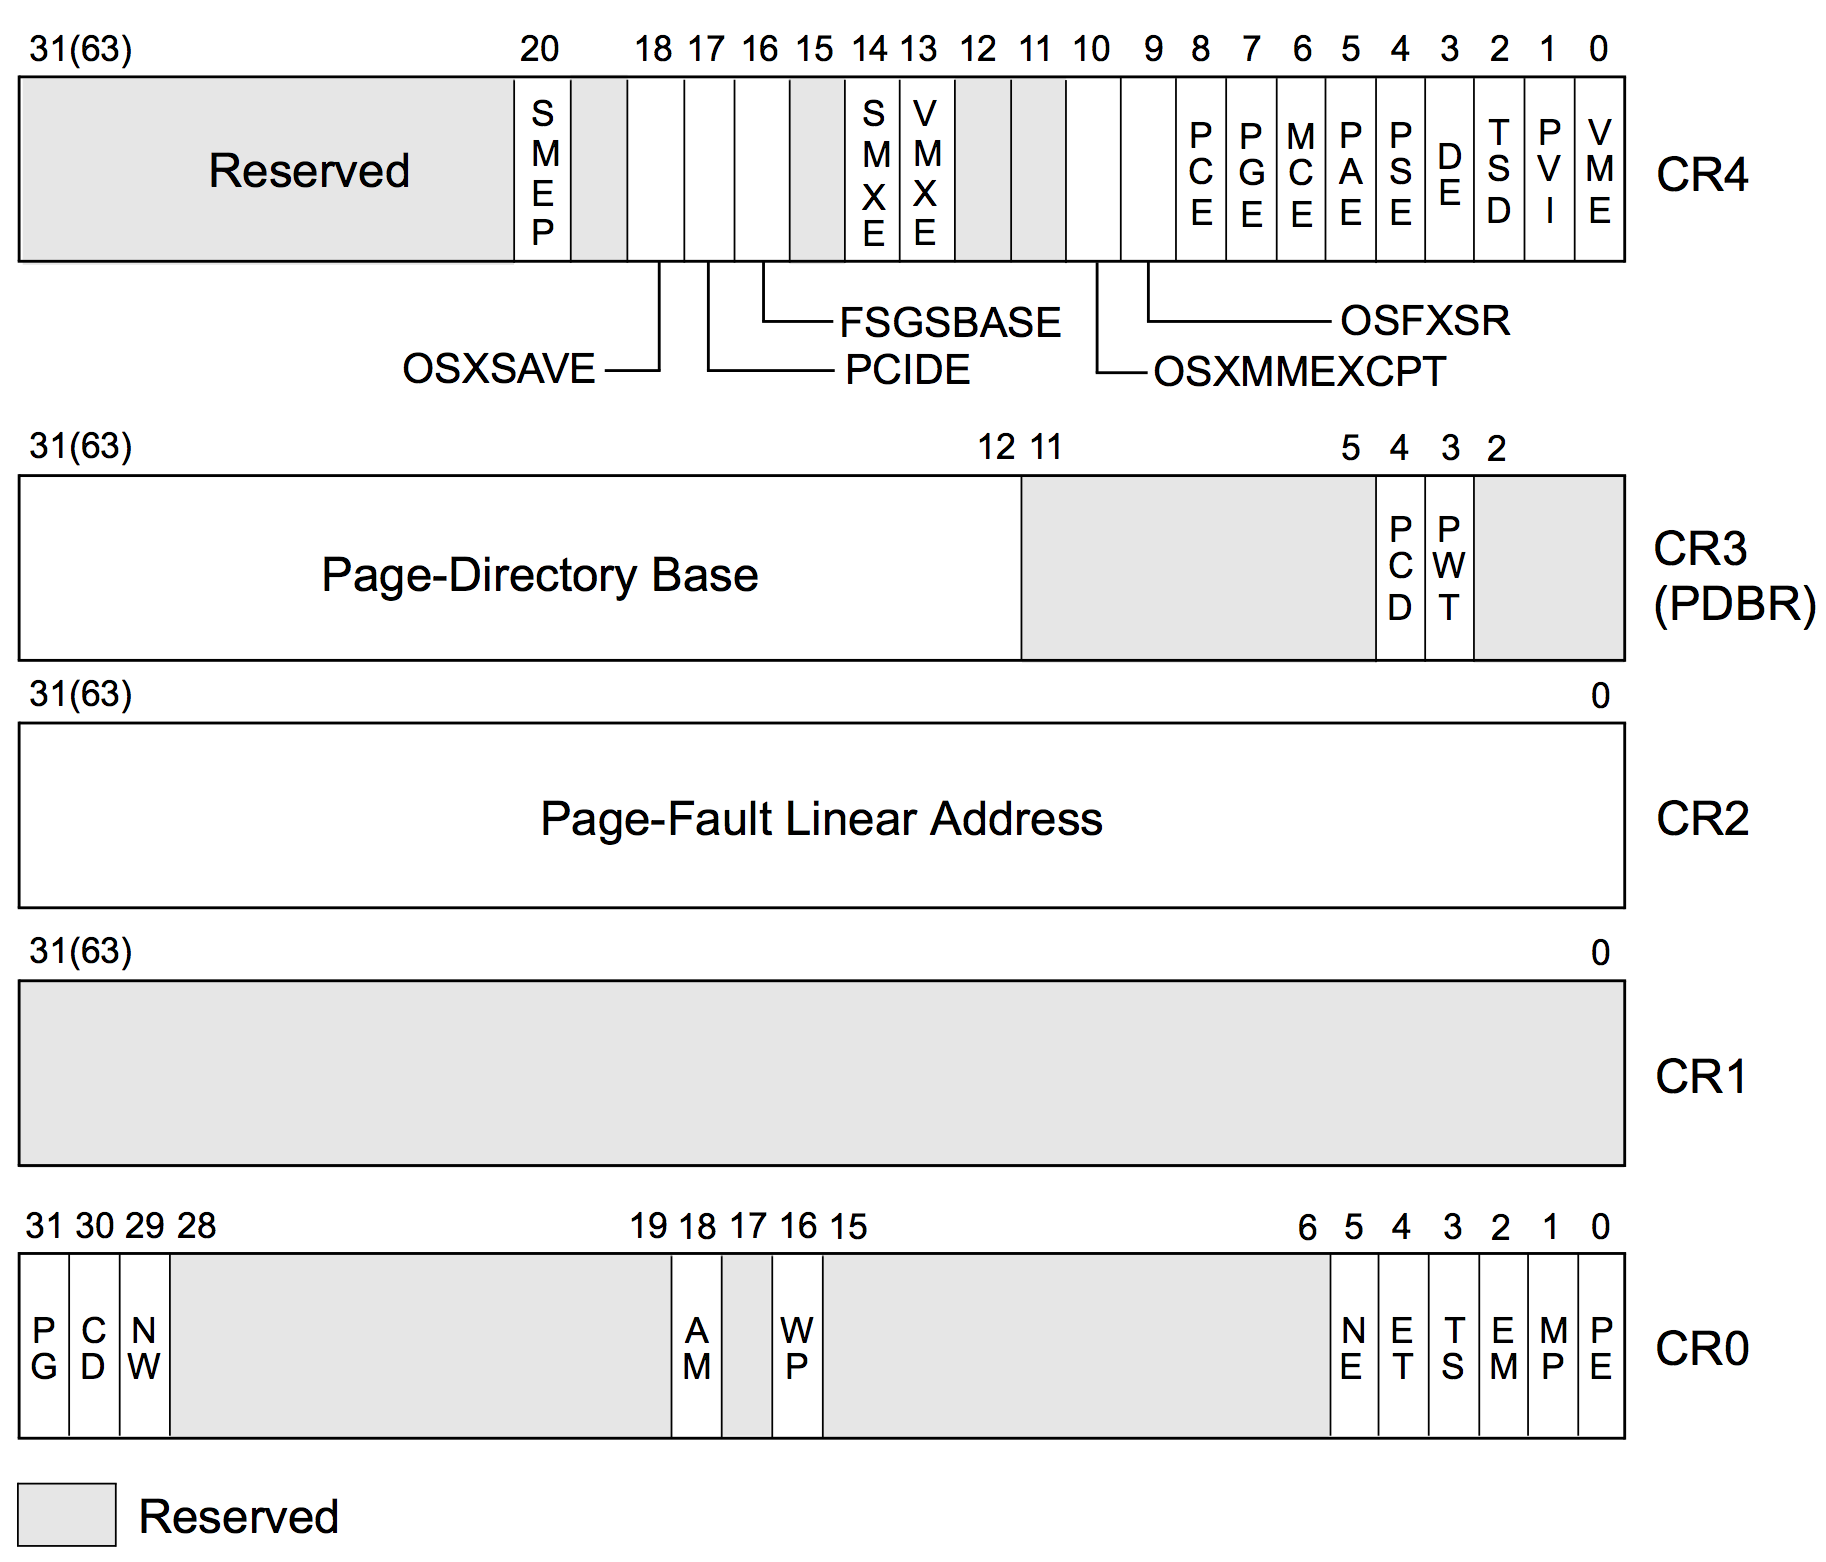 31(63) 20 18 17 16 15 14 13 12 11 10 9 8 7 6 5 4 3 2 1 0
Reserved SMEP SMXE VMXE PCE PGE MCE PAE PSE DE TSD PVI VME CR4
FSGSBASE OSFXSR
OSXSAVE PCIDE OSXMMEXCPT
31(63) 12 11 5 4 3 2
Page-Directory Base PCD PWT CR3
(PDBR)
31(63) 0
Page-Fault Linear Address CR2
31(63) 0
CR1
31 30 29 28 19 18 17 16 15 6 5 4 3 2 1 0
PG CD NW AM WP NE ET TS EM MP PE CR0
Reserved